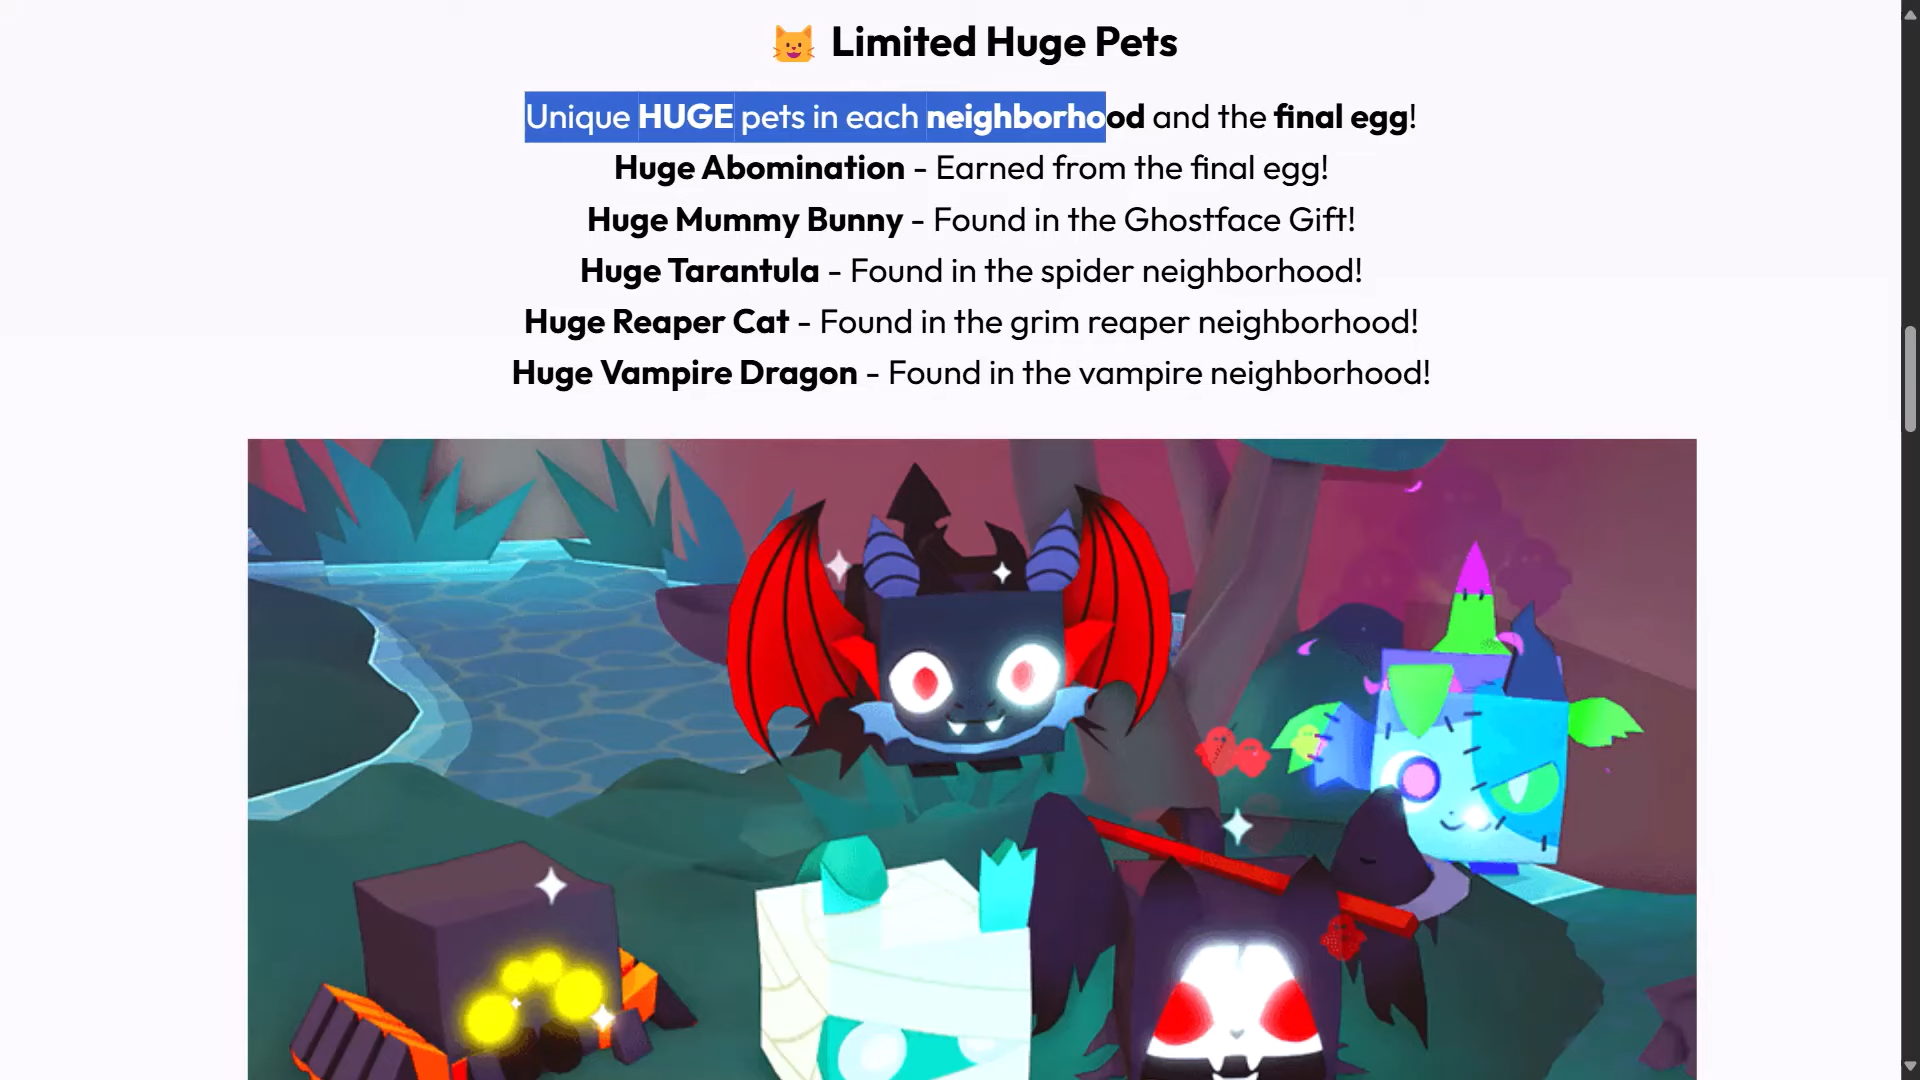 Limited Huge Pets
Unique HUGE pets in each neighborhood and the final egg!
Huge Abomination - Earned from the final egg!
Huge Mummy Bunny - Found in the Ghostface Gift!
Huge Tarantula - Found in the spider neighborhood!
Huge Reaper Cat - Found in the grim reaper neighborhood!
Huge Vampire Dragon - Found in the vampire neighborhood!